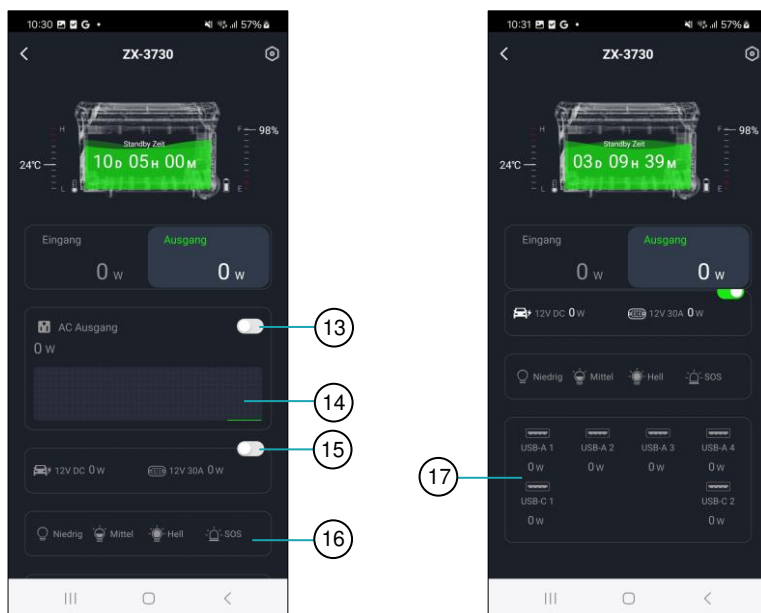 10:30 G •
57%
ZX-3730
H
F
98%
Standby Zeit
10D 05H 00M
24℃
L
E
Eingang
Ausgang
0 W
0 W
AC Ausgang
0 W
12V DC 0 W
12V 30A 0 W
Niedrig
Mittel
Hell
SOS
13
14
15
16
10:31 G •
57%
ZX-3730
H
F
98%
Standby Zeit
03D 09H 39M
24℃
L
E
Eingang
Ausgang
0 W
0 W
12V DC 0 W
12V 30A 0 W
Niedrig
Mittel
Hell
SOS
USB-A 1
USB-A 2
USB-A 3
USB-A 4
0 W
0 W
0 W
0 W
USB-C 1
USB-C 2
0 W
0 W
17